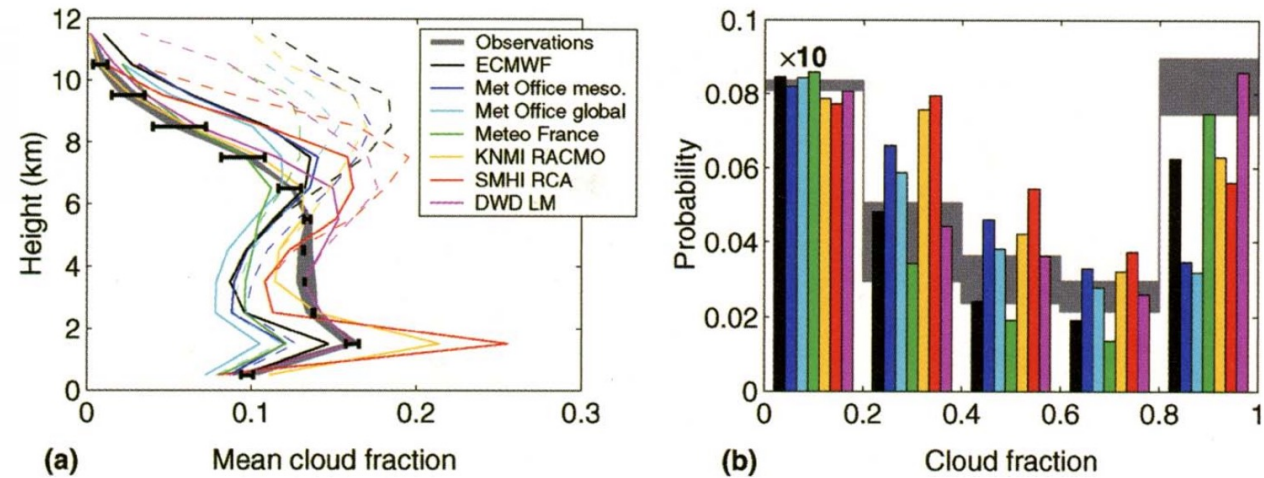 12
10
8
6
4
2
0
Height (km)
0
0.1
0.2
0.3
(a)
Mean cloud fraction
Observations
ECMWF
Met Office meso.
Met Office global
Meteo France
KNMI RACMO
SMHI RCA
DWD LM
0.1
0.08
0.06
0.04
0.02
0
Probability
×10
0
0.2
0.4
0.6
0.8
1
(b)
Cloud fraction